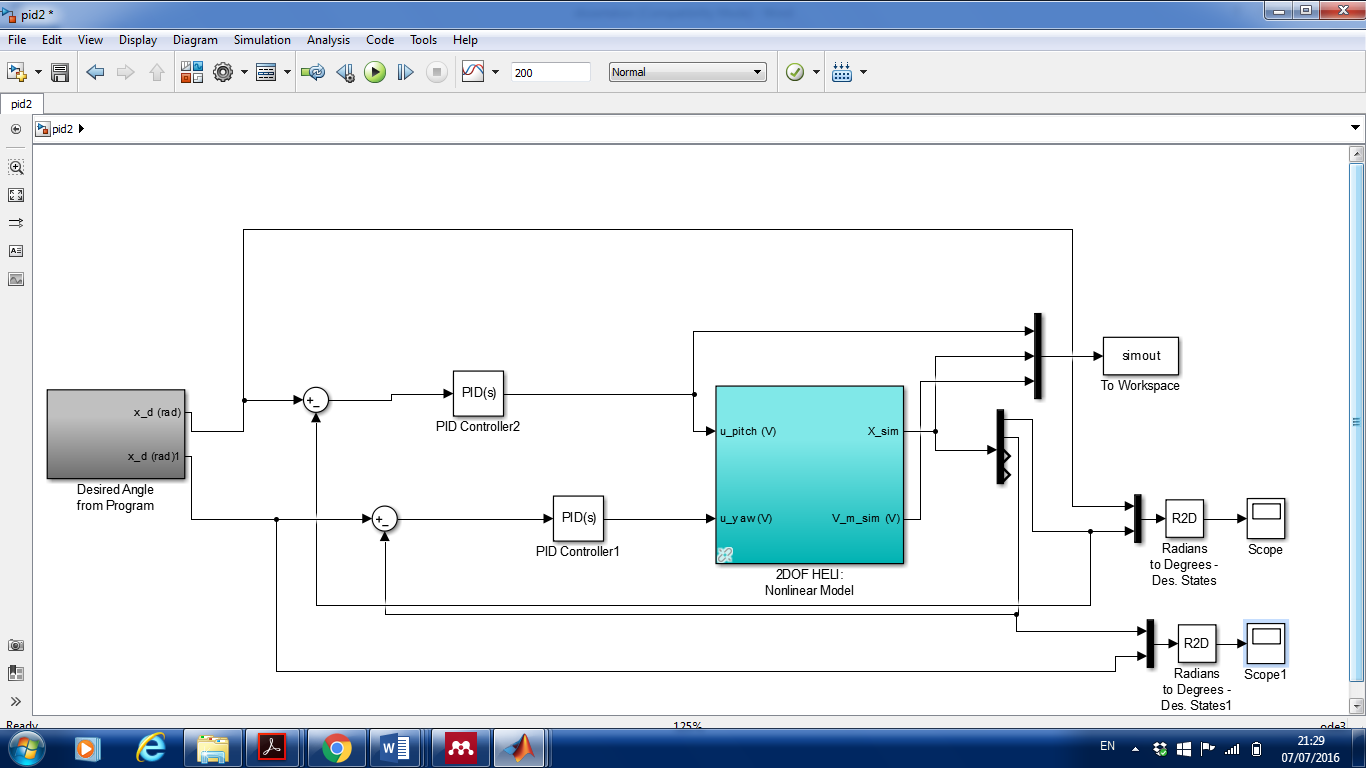 pid2 *
File Edit View Display Diagram Simulation Analysis Code Tools Help
200
Normal
pid2
pid2
x_d (rad)
x_d (rad)1
Desired Angle
from Program
+
_
PID(s)
PID Controller2
+
_
PID(s)
PID Controller1
u_pitch (V)
X_sim
u_yaw (V)
V_m_sim (V)
2DOF HELI:
Nonlinear Model
simout
To Workspace
R2D
Radians
to Degrees -
Des. States
Scope
R2D
Radians
to Degrees -
Des. States1
Scope1
Ready
125%
ode3
EN
21:29
07/07/2016